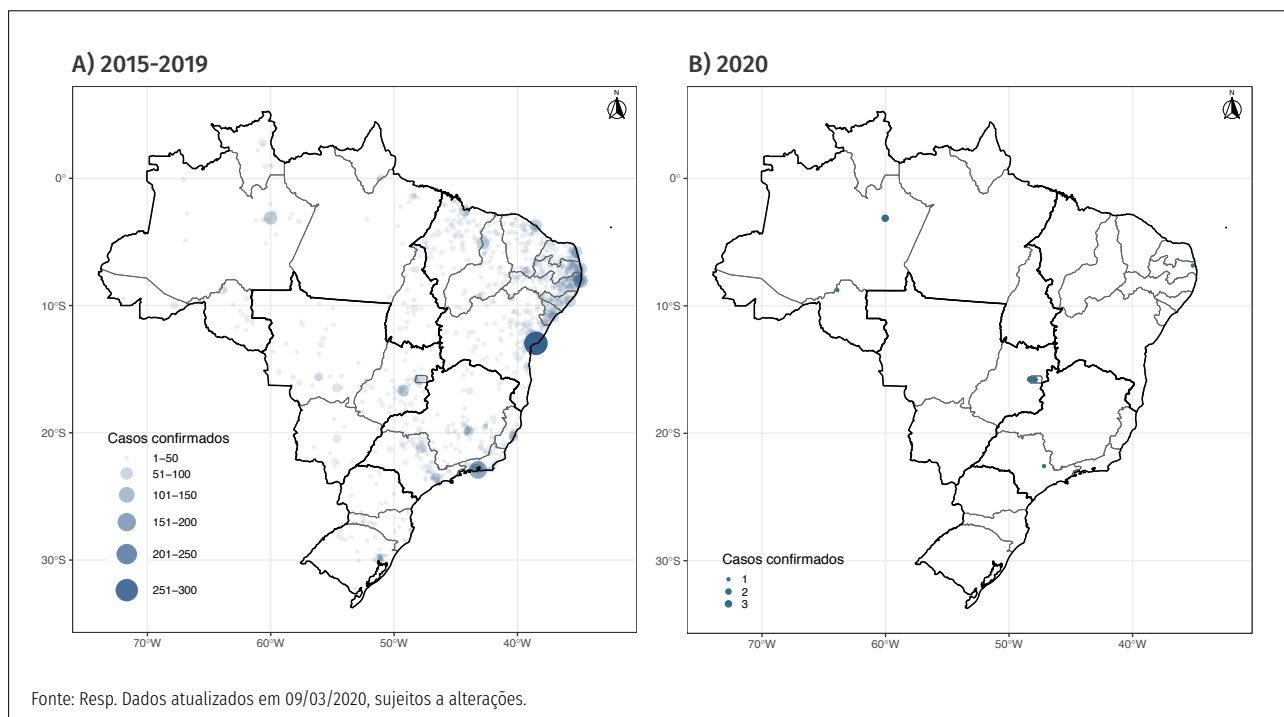 A) 2015-2019
N
0°
10°S
20°S
30°S
70°W
60°W
50°W
40°W
Casos confirmados
1–50
51–100
101–150
151–200
201–250
251–300
B) 2020
N
0°
10°S
20°S
30°S
70°W
60°W
50°W
40°W
Casos confirmados
1
2
3
Fonte: Resp. Dados atualizados em 09/03/2020, sujeitos a alterações.